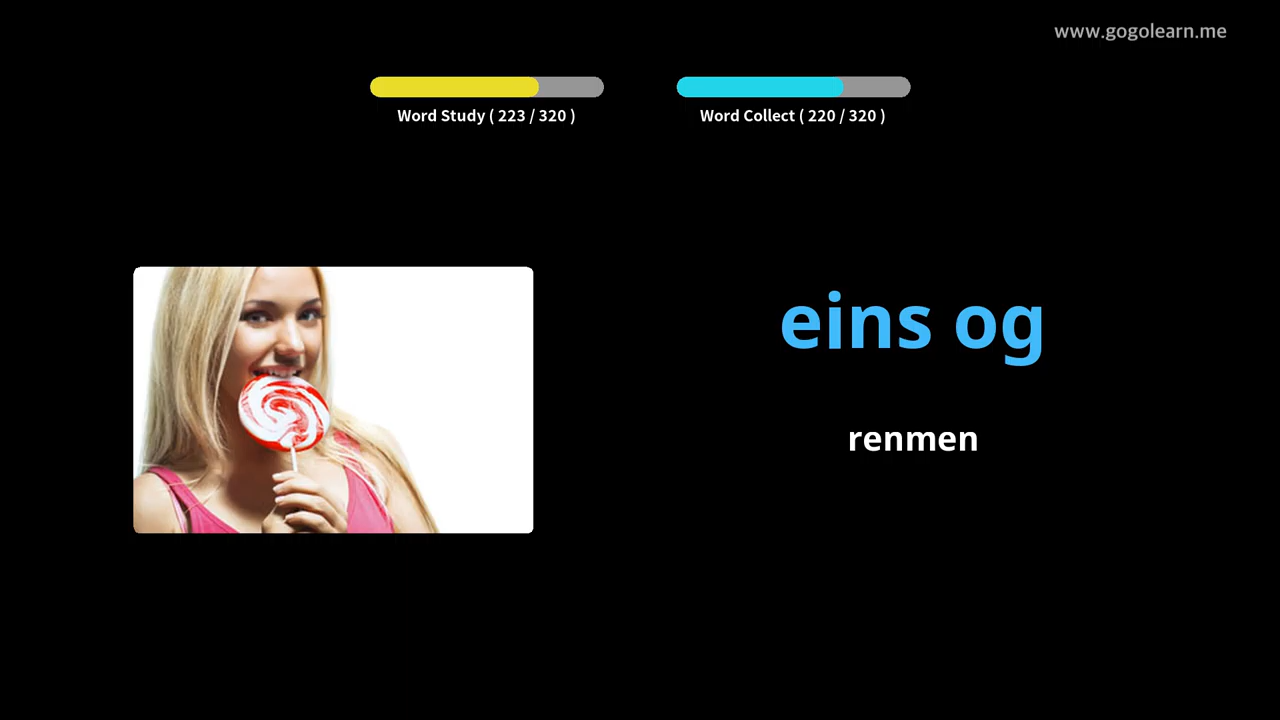 www.gogolearn.me
Word Study ( 223 / 320 )
Word Collect ( 220 / 320 )
eins og
renmen